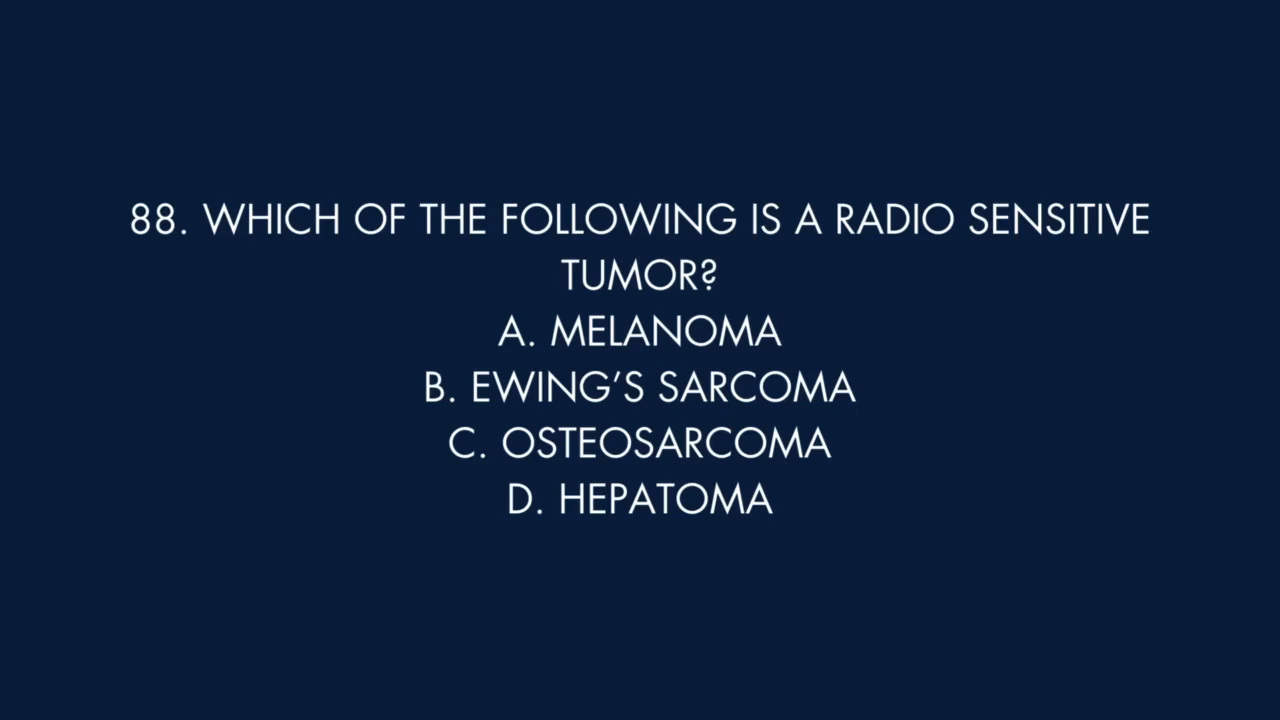 88. WHICH OF THE FOLLOWING IS A RADIO SENSITIVE
TUMOR?
A. MELANOMA
B. EWING’S SARCOMA
C. OSTEOSARCOMA
D. HEPATOMA